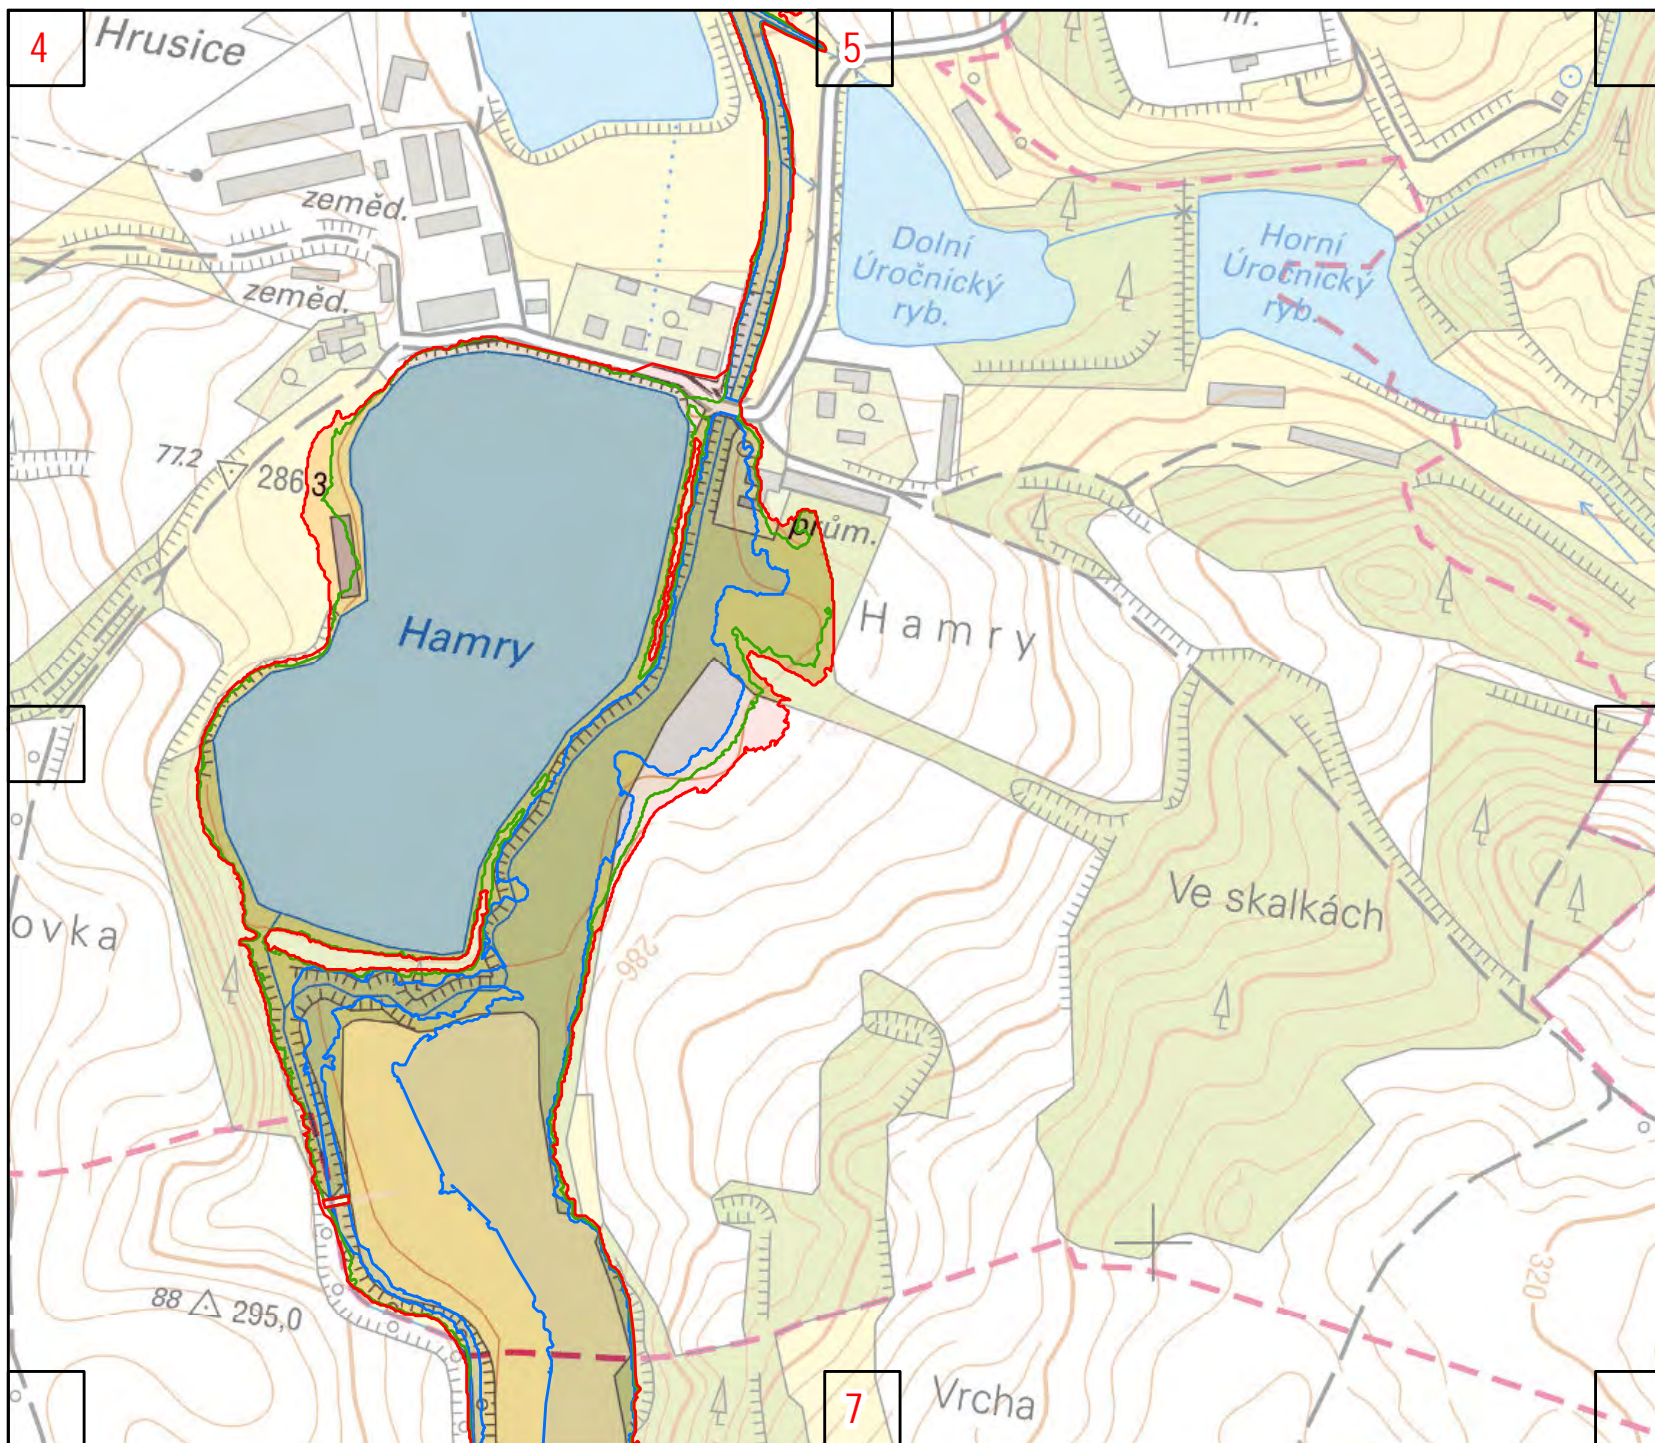 4
Hrusice
5
zeměd.
zeměd.
Dolní
Úročnický
ryb.
Horní
Úročnický
ryb.
77.2
286,3
prům.
Hamry
Hamry
ovka
Ve skalkách
286
88
295,0
320
7
Vrcha